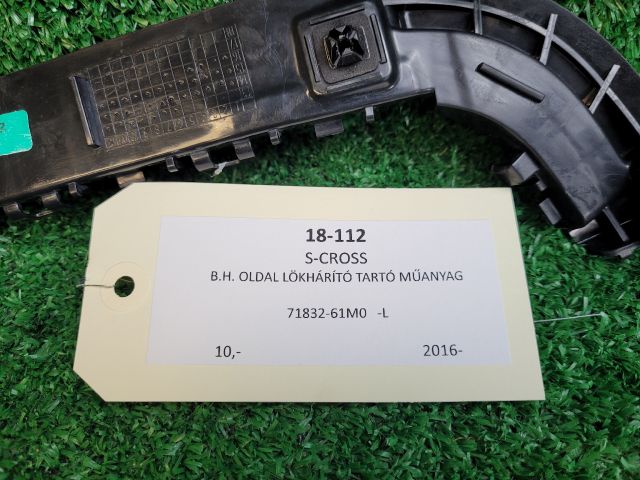 18-112
S-CROSS
B.H. OLDAL LÖKHÁRÍTÓ TARTÓ MŰANYAG
71832-61M0 -L
10,- 2016-